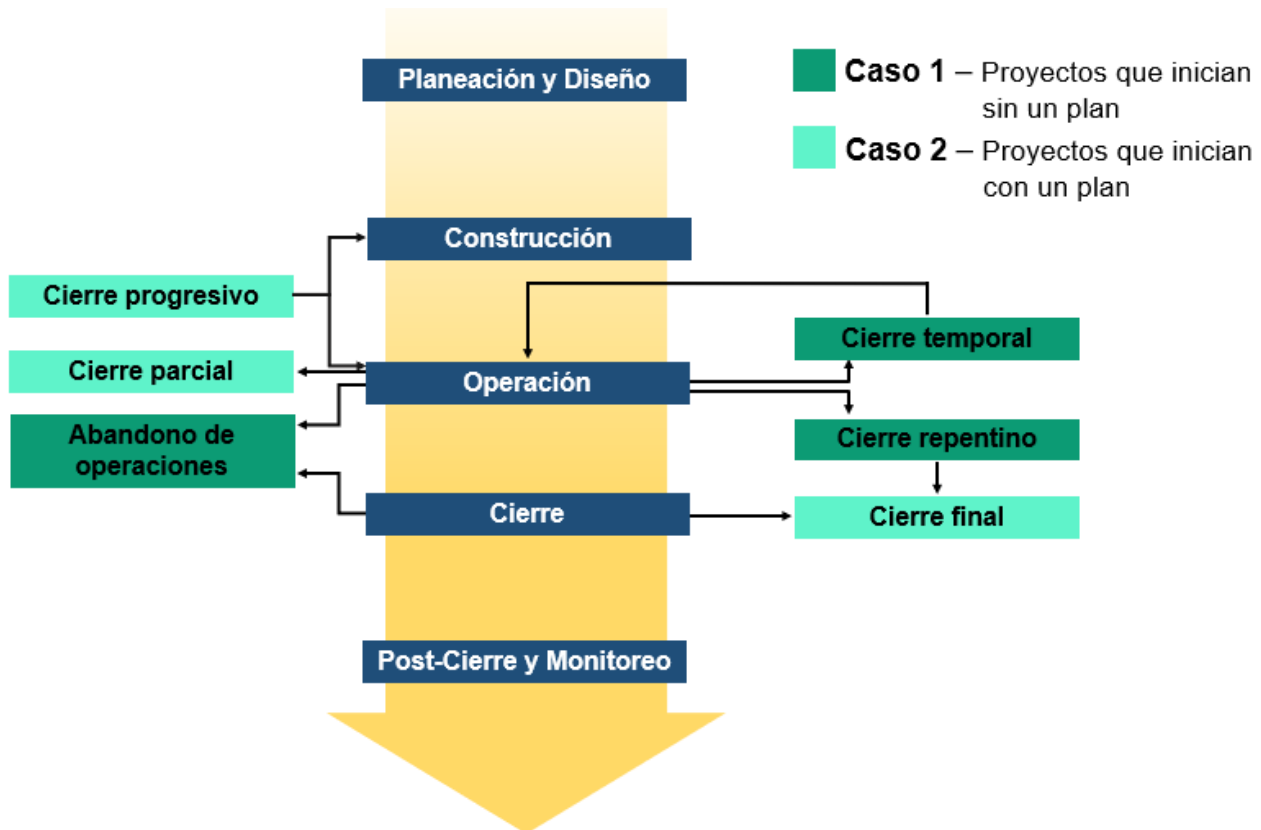 Planeación y Diseño
Caso 1 – Proyectos que inician
sin un plan
Caso 2 – Proyectos que inician
con un plan
Construcción
Cierre progresivo
Cierre temporal
Cierre parcial
Operación
Abandono de
operaciones
Cierre repentino
Cierre
Cierre final
Post-Cierre y Monitoreo